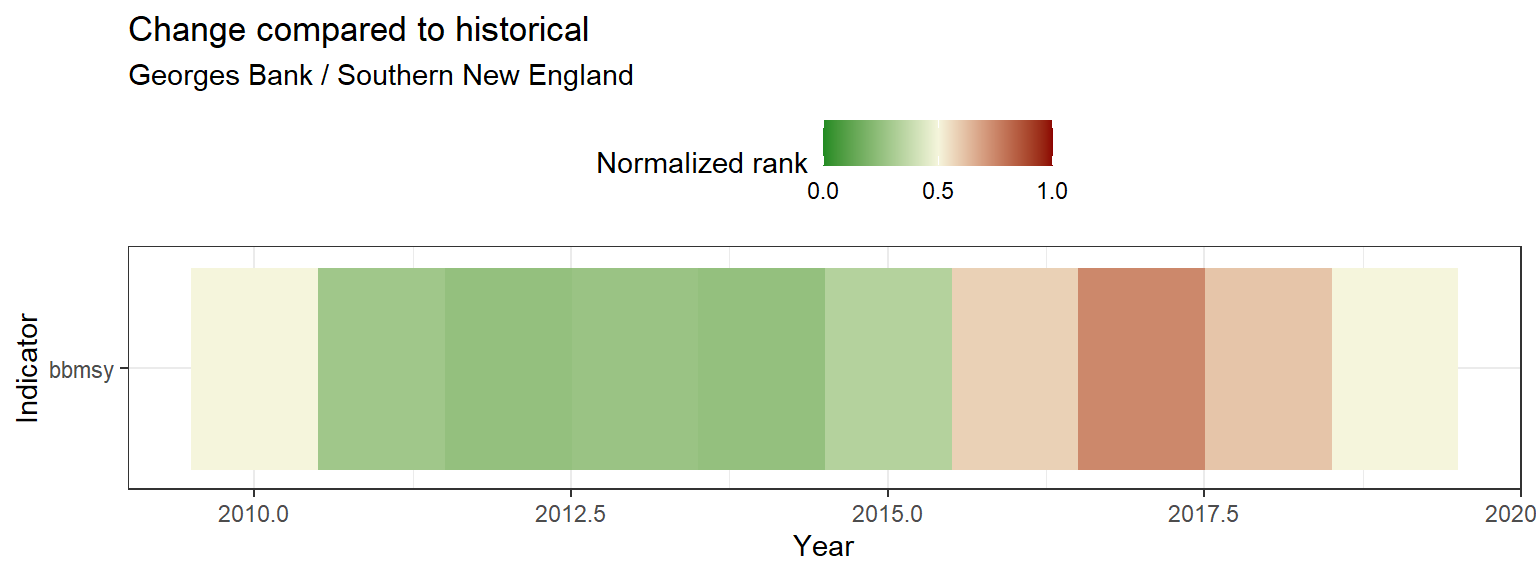 Change compared to historical
Georges Bank / Southern New England
Normalized rank
0.0 0.5 1.0
Indicator
bbmsy
2010.0 2012.5 2015.0 2017.5 2020
Year